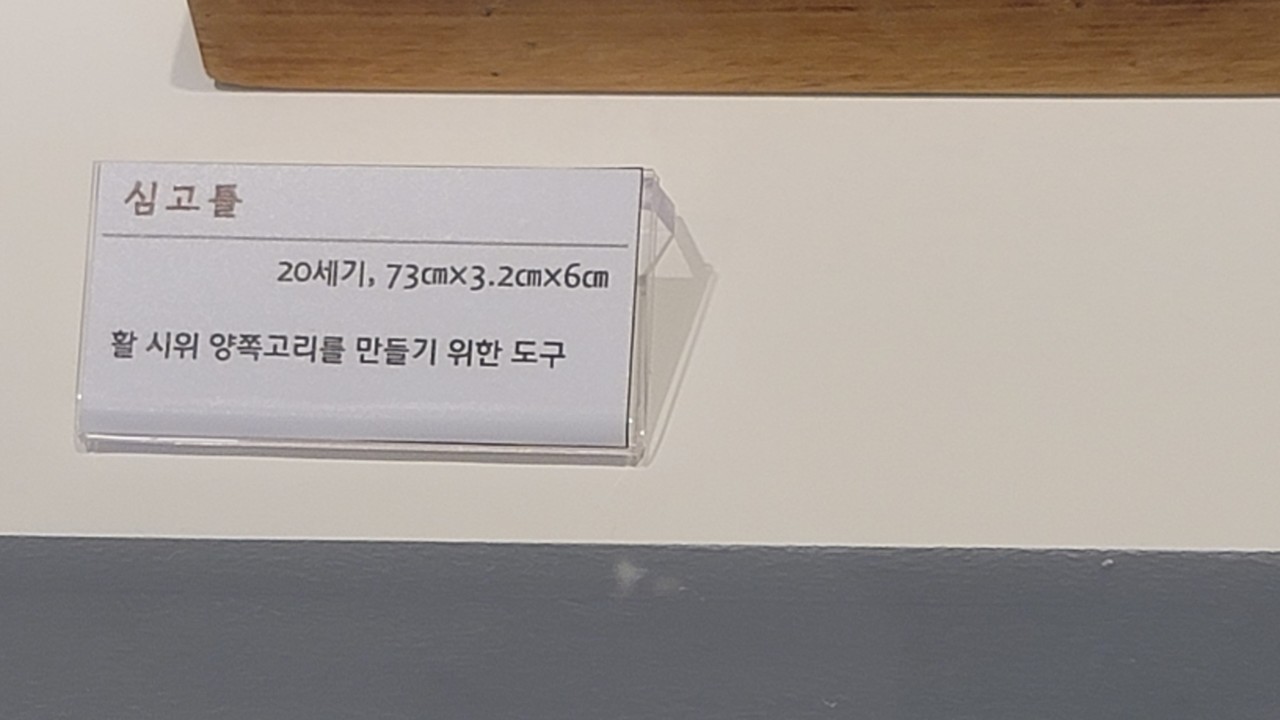 심고틀
20세기, 73㎝×3.2㎝×6㎝
활 시위 양쪽고리를 만들기 위한 도구